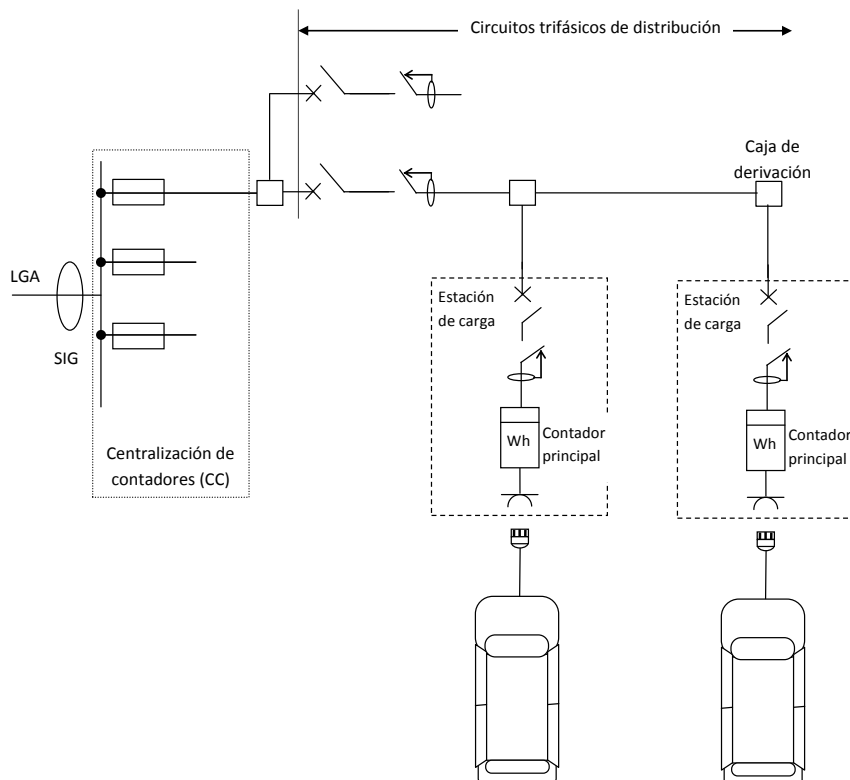 Circuitos trifásicos de distribución
Caja de
derivación
LGA
SIG
Centralización de
contadores (CC)
Estación
de carga
Wh
Contador
principal
Estación
de carga
Wh
Contador
principal